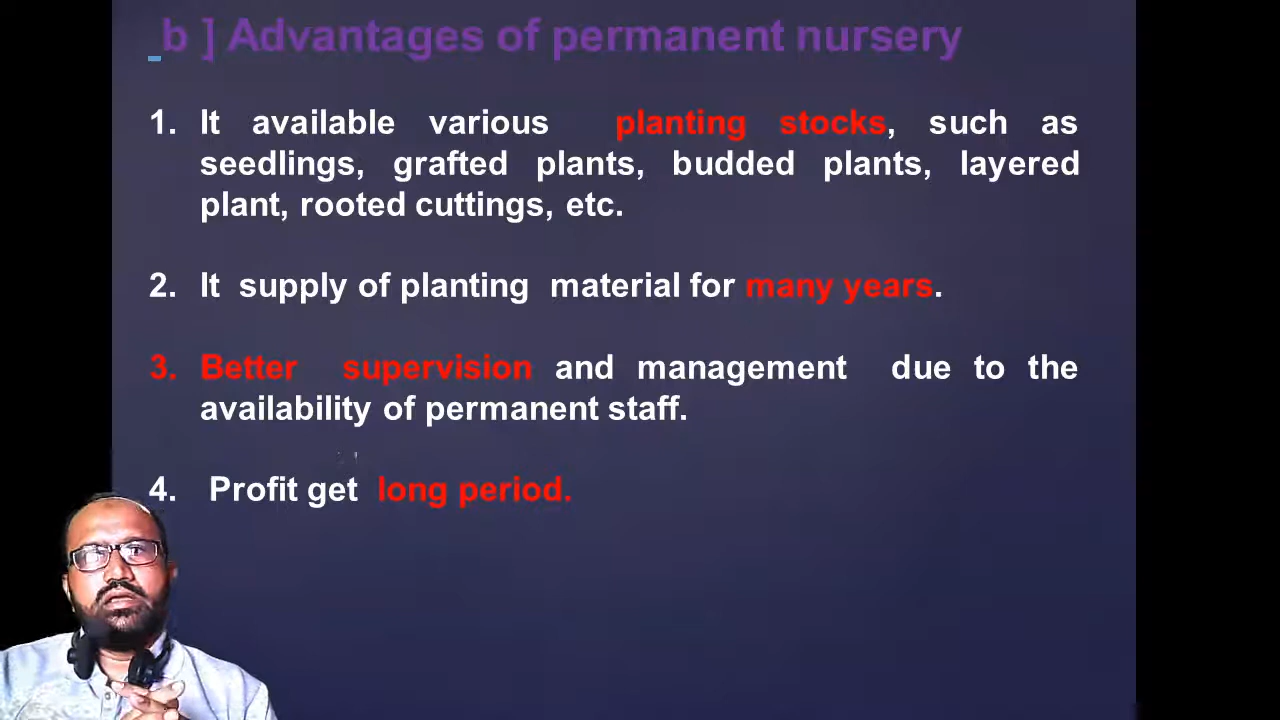 b ] Advantages of permanent nursery
1. It available various planting stocks, such as
seedlings, grafted plants, budded plants, layered
plant, rooted cuttings, etc.
2. It supply of planting material for many years.
3. Better supervision and management due to the
availability of permanent staff.
4. Profit get long period.